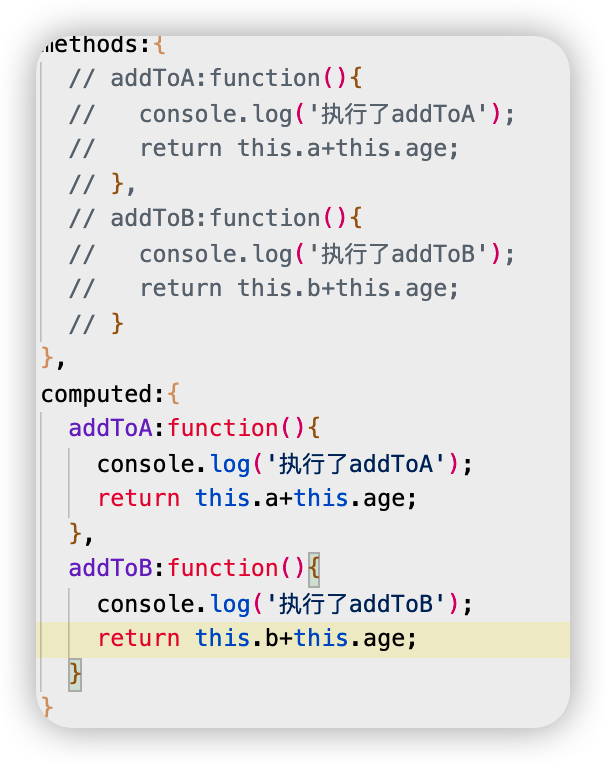 methods:{
  // addToA:function(){
  //   console.log('执行了addToA');
  //   return this.a+this.age;
  // },
  // addToB:function(){
  //   console.log('执行了addToB');
  //   return this.b+this.age;
  // }
},
computed:{
  addToA:function(){
    console.log('执行了addToA');
    return this.a+this.age;
  },
  addToB:function(){
    console.log('执行了addToB');
    return this.b+this.age;
  }
}